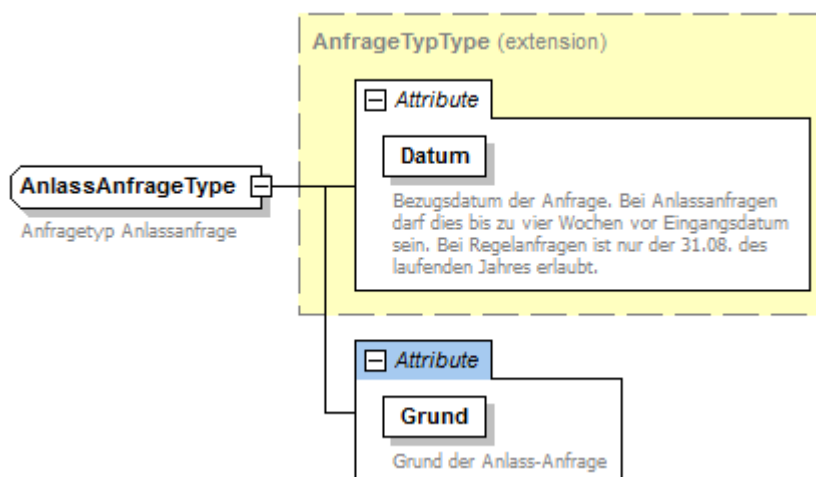 AnfrageTypType (extension)
Attribute
Datum
Bezugsdatum der Anfrage. Bei Anlassanfragen
darf dies bis zu vier Wochen vor Eingangsdatum
sein. Bei Regelanfragen ist nur der 31.08. des
laufenden Jahres erlaubt.
AnlassAnfrageType
Anfragetyp Anlassanfrage
Attribute
Grund
Grund der Anlass-Anfrage